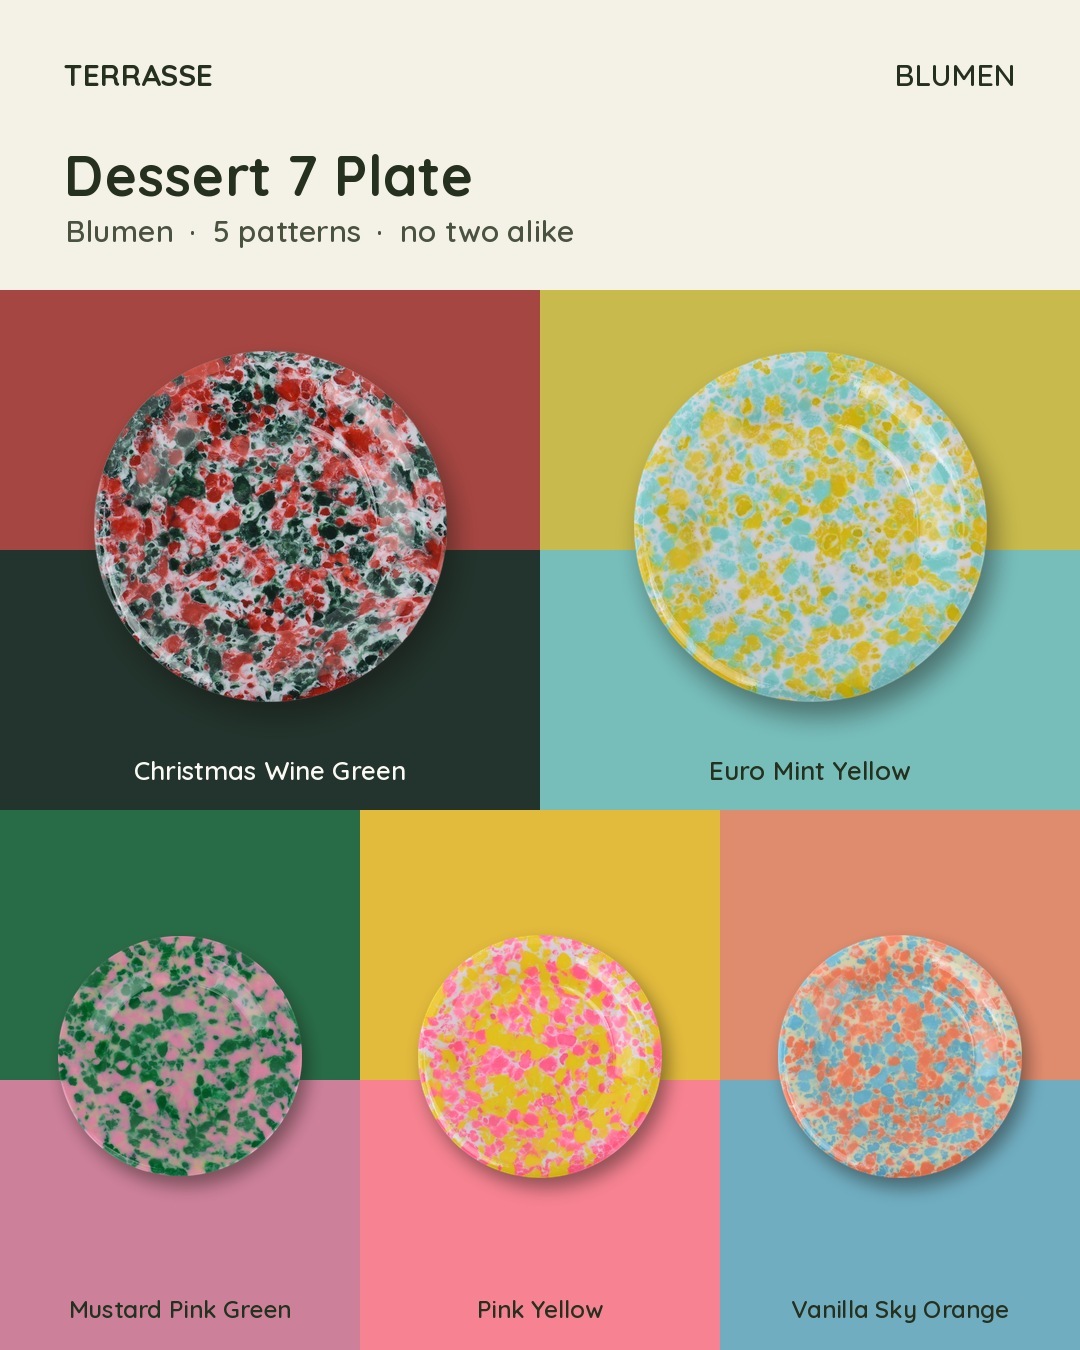 TERRASSE
BLUMEN
Dessert 7 Plate
Blumen · 5 patterns · no two alike
Christmas Wine Green
Euro Mint Yellow
Mustard Pink Green
Pink Yellow
Vanilla Sky Orange